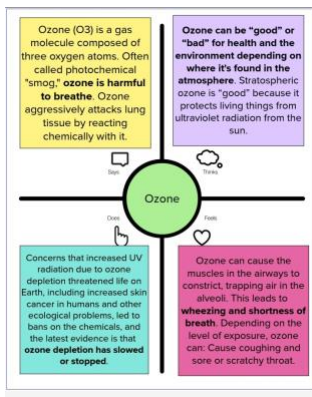 Ozone (O3) is a gas
molecule composed of
three oxygen atoms. Often
called photochemical
"smog," ozone is harmful
to breathe. Ozone
aggressively attacks lung
tissue by reacting
chemically with it.
Ozone can be “good” or
“bad” for health and the
environment depending on
where it's found in the
atmosphere. Stratospheric
ozone is “good” because it
protects living things from
ultraviolet radiation from the
sun.
Says
Thinks
Ozone
Does
Feels
Concerns that increased UV
radiation due to ozone
depletion threatened life on
Earth, including increased skin
cancer in humans and other
ecological problems, led to
bans on the chemicals, and
the latest evidence is that
ozone depletion has slowed
or stopped.
Ozone can cause the
muscles in the airways to
constrict, trapping air in the
alveoli. This leads to
wheezing and shortness of
breath. Depending on the
level of exposure, ozone
can: Cause coughing and
sore or scratchy throat.